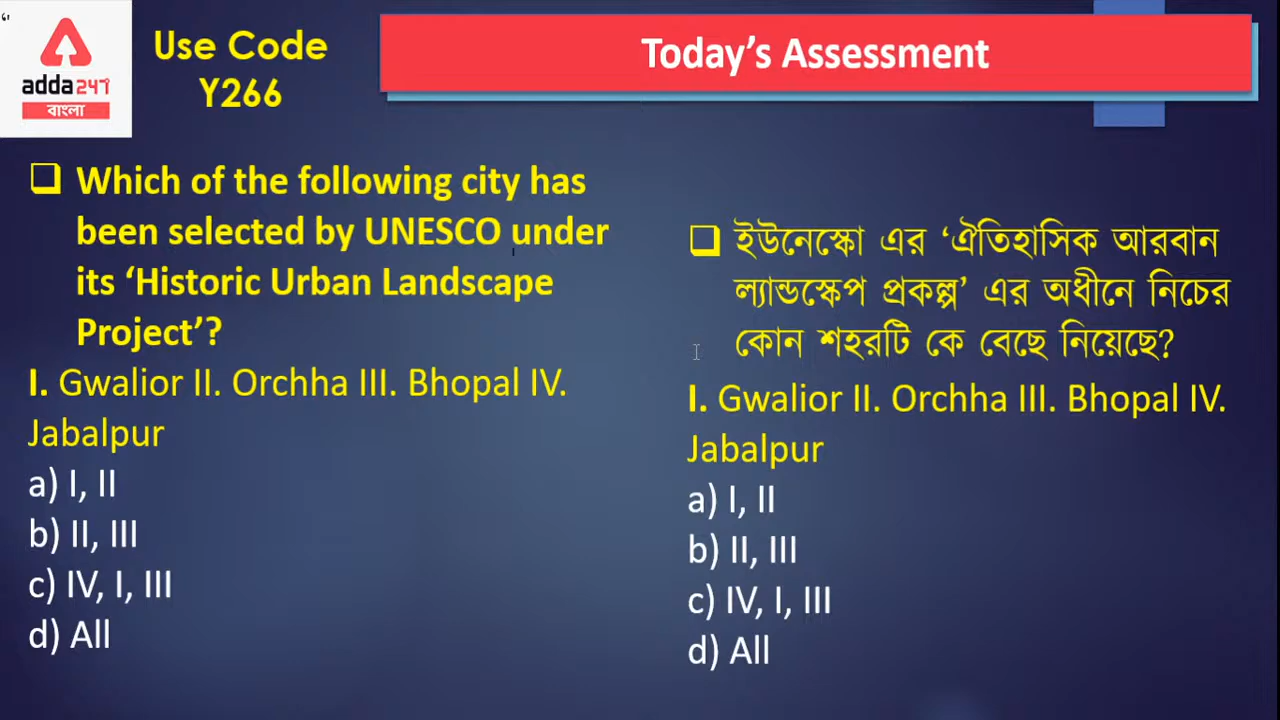 adda247
বাংলা
Use Code
Y266
Today's Assessment
❑ Which of the following city has
been selected by UNESCO under
its ‘Historic Urban Landscape
Project’?
I. Gwalior II. Orchha III. Bhopal IV.
Jabalpur
a) I, II
b) II, III
c) IV, I, III
d) All
❑ ইউনেস্কো এর ‘ঐতিহাসিক আরবান
ল্যান্ডস্কেপ প্রকল্প’ এর অধীনে নিচের
কোন শহরটি কে বেছে নিয়েছে?
I. Gwalior II. Orchha III. Bhopal IV.
Jabalpur
a) I, II
b) II, III
c) IV, I, III
d) All